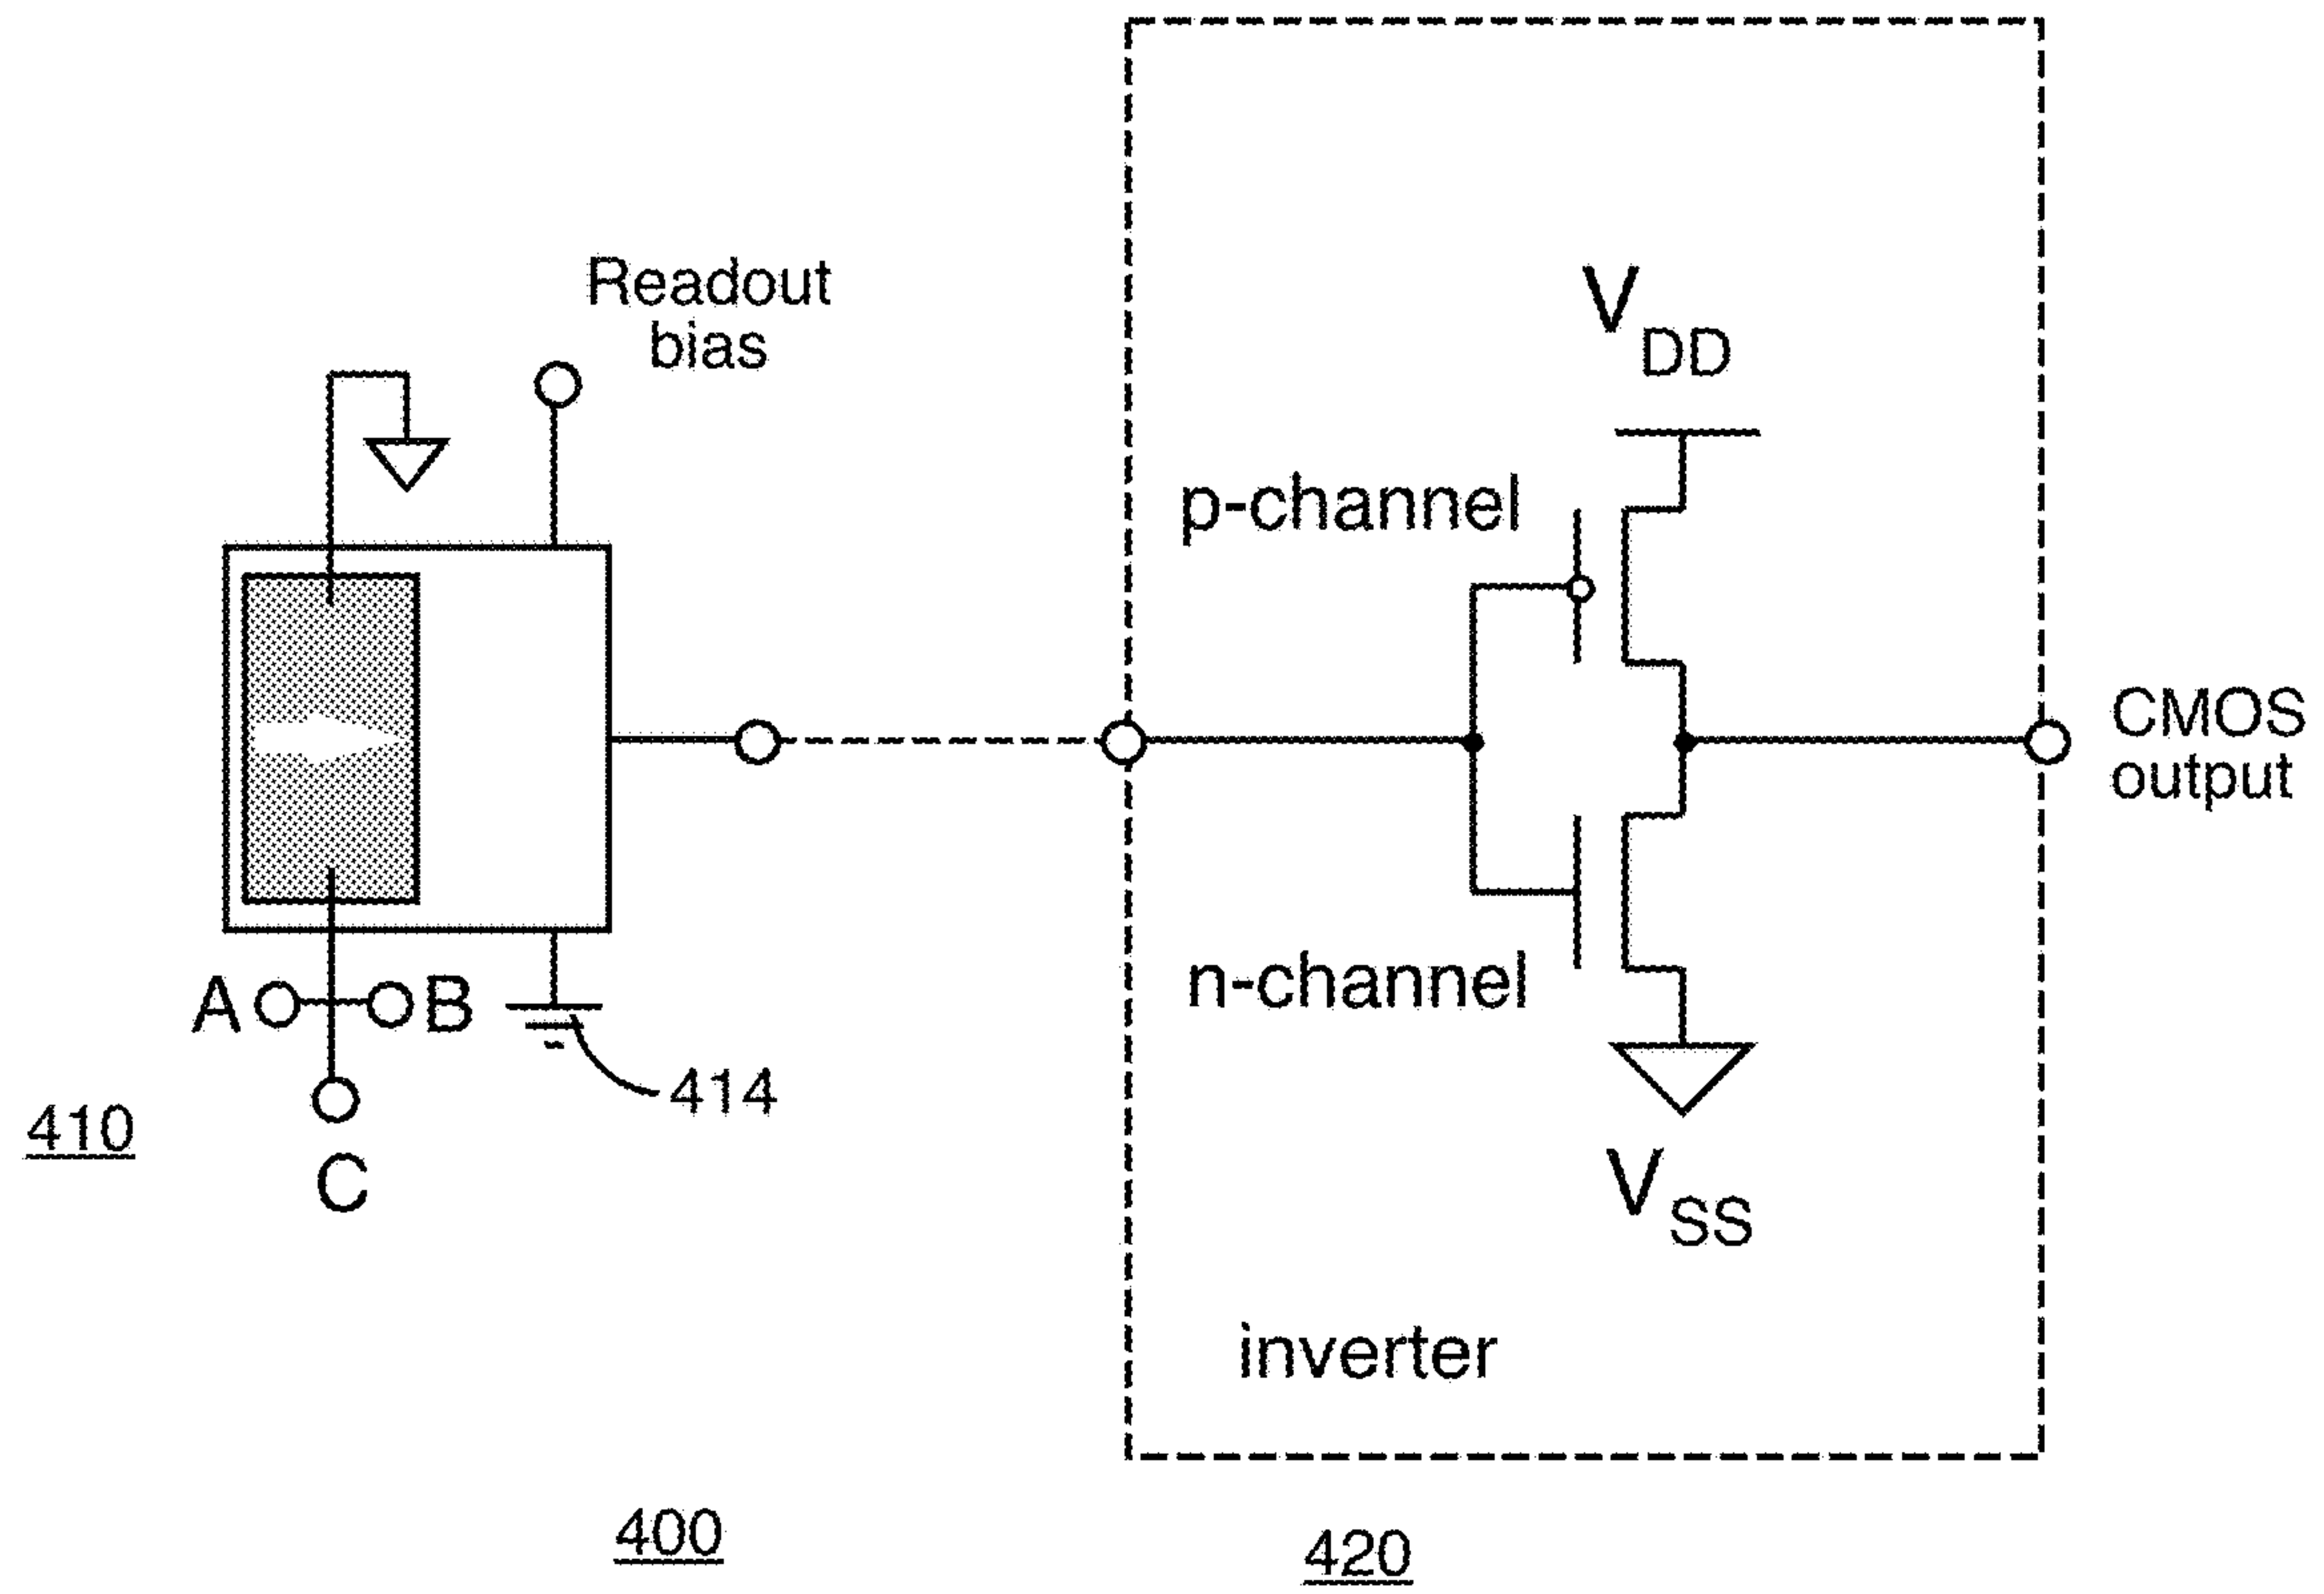 Readout
bias
V
DD
p-channel
CMOS
output
n-channel
A
B
414
410
C
V
SS
inverter
400
420